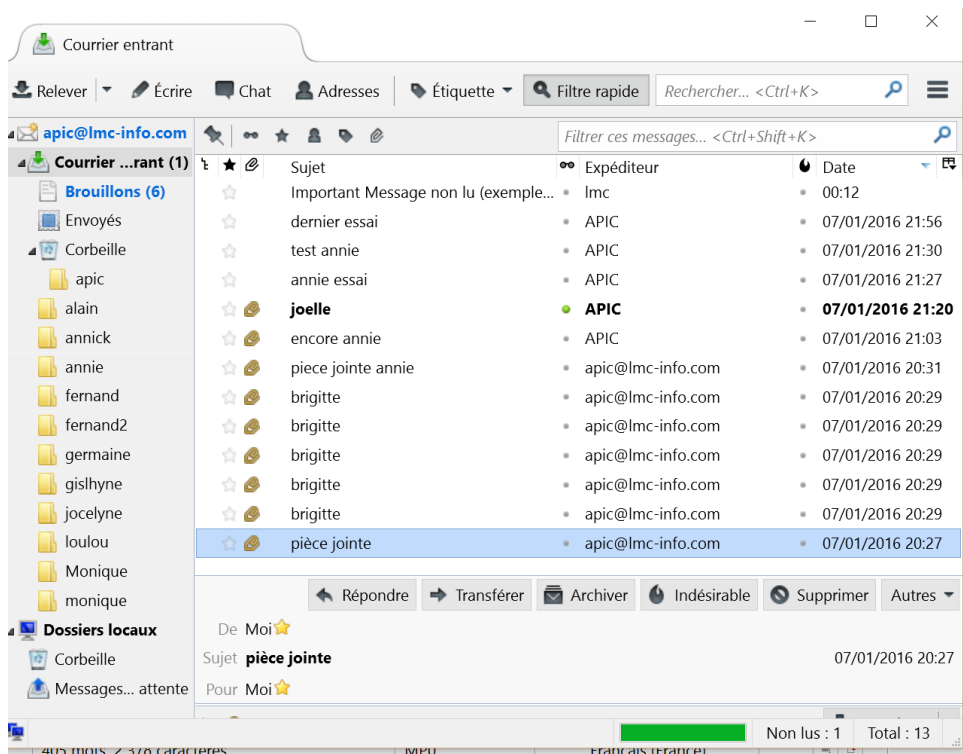 Courrier entrant
Relever Écrire Chat Adresses Étiquette Filtre rapide Rechercher... <Ctrl+K>
apic@lmc-info.com
Filtrer ces messages... <Ctrl+Shift+K>
Courrier ...rant (1)
Brouillons (6)
Envoyés
Corbeille
apic
alain
annick
annie
fernand
fernand2
germaine
gislhyne
jocelyne
loulou
Monique
monique
Dossiers locaux
Corbeille
Messages... attente
Sujet Expéditeur Date
Important Message non lu (exemple... lmc 00:12
dernier essai APIC 07/01/2016 21:56
test annie APIC 07/01/2016 21:30
annie essai APIC 07/01/2016 21:27
joelle APIC 07/01/2016 21:20
encore annie APIC 07/01/2016 21:03
piece jointe annie apic@lmc-info.com 07/01/2016 20:31
brigitte apic@lmc-info.com 07/01/2016 20:29
brigitte apic@lmc-info.com 07/01/2016 20:29
brigitte apic@lmc-info.com 07/01/2016 20:29
brigitte apic@lmc-info.com 07/01/2016 20:29
brigitte apic@lmc-info.com 07/01/2016 20:29
pièce jointe apic@lmc-info.com 07/01/2016 20:27
Répondre Transférer Archiver Indésirable Supprimer Autres
De Moi
Sujet pièce jointe 07/01/2016 20:27
Pour Moi
Non lus : 1 Total : 13